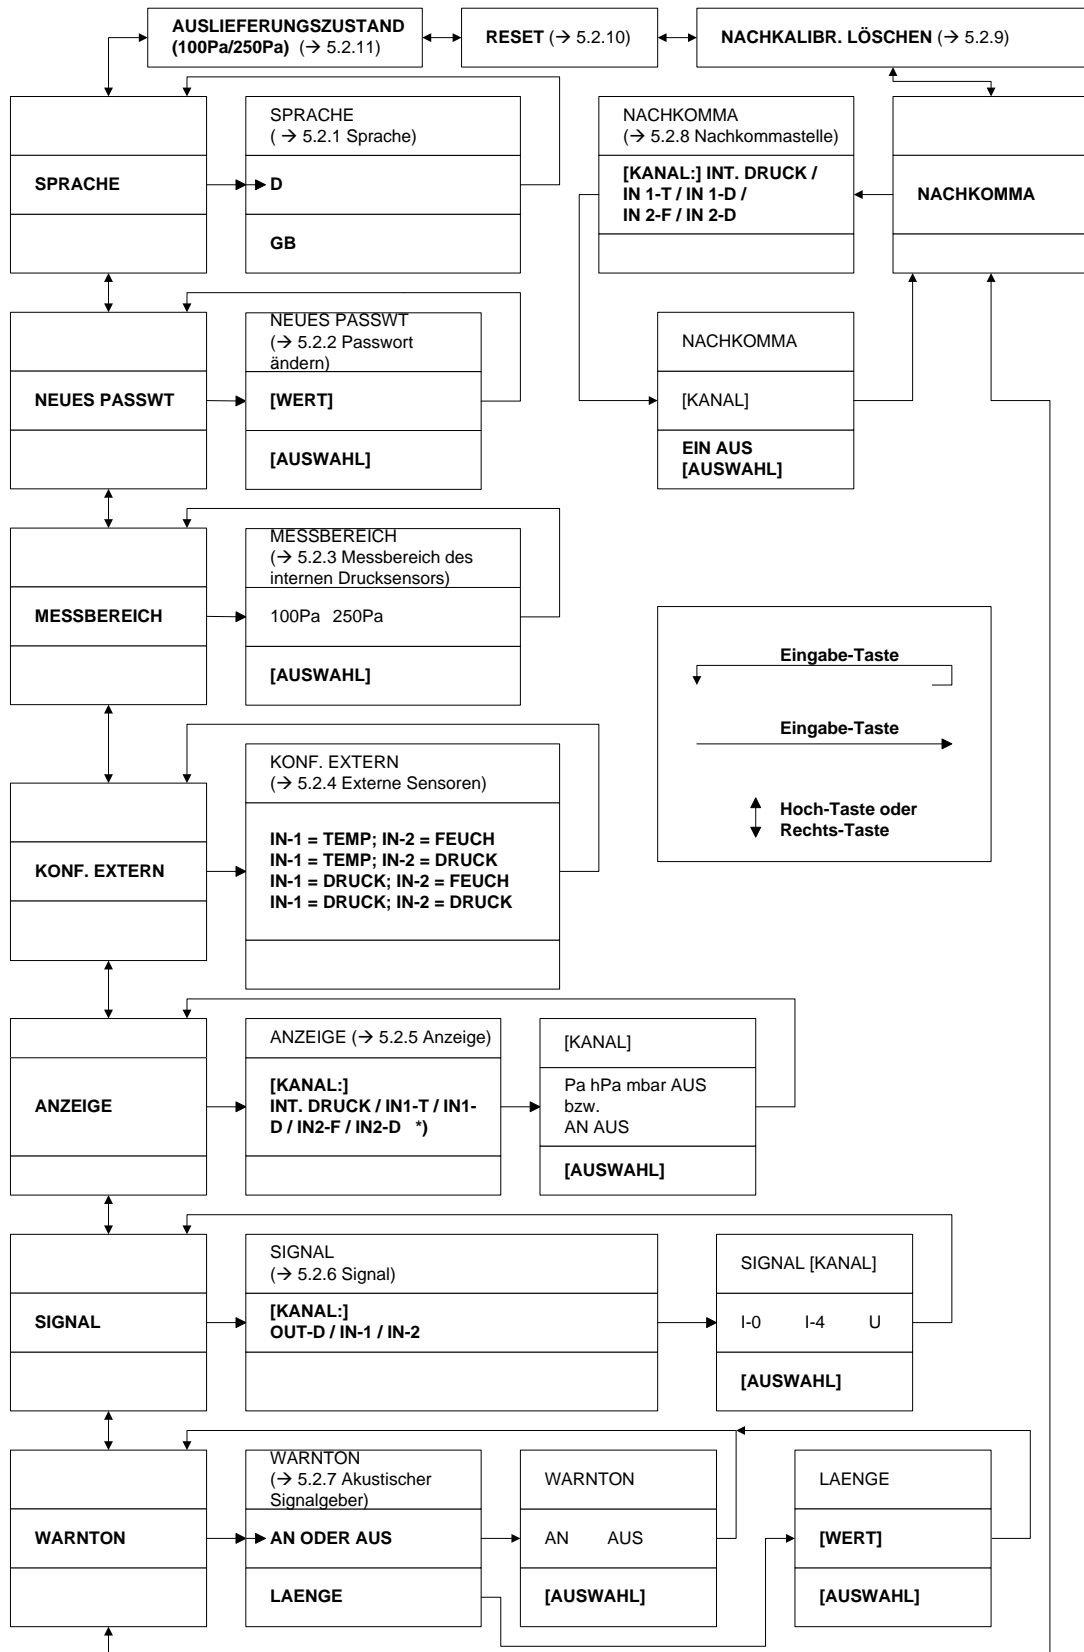 AUSLIEFERUNGSZUSTAND
(100Pa/250Pa) (→ 5.2.11)
RESET (→ 5.2.10)
NACHKALIBR. LÖSCHEN (→ 5.2.9)
SPRACHE
SPRACHE
( → 5.2.1 Sprache)
D
GB
NACHKOMMA
(→ 5.2.8 Nachkommastelle)
[KANAL:] INT. DRUCK /
IN 1-T / IN 1-D /
IN 2-F / IN 2-D
NACHKOMMA
NEUES PASSWT
NEUES PASSWT
(→ 5.2.2 Passwort
ändern)
[WERT]
[AUSWAHL]
NACHKOMMA
[KANAL]
EIN AUS
[AUSWAHL]
MESSBEREICH
MESSBEREICH
(→ 5.2.3 Messbereich des
internen Drucksensors)
100Pa 250Pa
[AUSWAHL]
Eingabe-Taste
Eingabe-Taste
Hoch-Taste oder
Rechts-Taste
KONF. EXTERN
KONF. EXTERN
(→ 5.2.4 Externe Sensoren)
IN-1 = TEMP; IN-2 = FEUCH
IN-1 = TEMP; IN-2 = DRUCK
IN-1 = DRUCK; IN-2 = FEUCH
IN-1 = DRUCK; IN-2 = DRUCK
ANZEIGE
ANZEIGE (→ 5.2.5 Anzeige)
[KANAL:]
INT. DRUCK / IN1-T / IN1-
D / IN2-F / IN2-D *)
[KANAL]
Pa hPa mbar AUS
bzw.
AN AUS
[AUSWAHL]
SIGNAL
SIGNAL
(→ 5.2.6 Signal)
[KANAL:]
OUT-D / IN-1 / IN-2
SIGNAL [KANAL]
I-0 I-4 U
[AUSWAHL]
WARNTON
WARNTON
(→ 5.2.7 Akustischer
Signalgeber)
AN ODER AUS
LAENGE
WARNTON
AN AUS
[AUSWAHL]
LAENGE
[WERT]
[AUSWAHL]